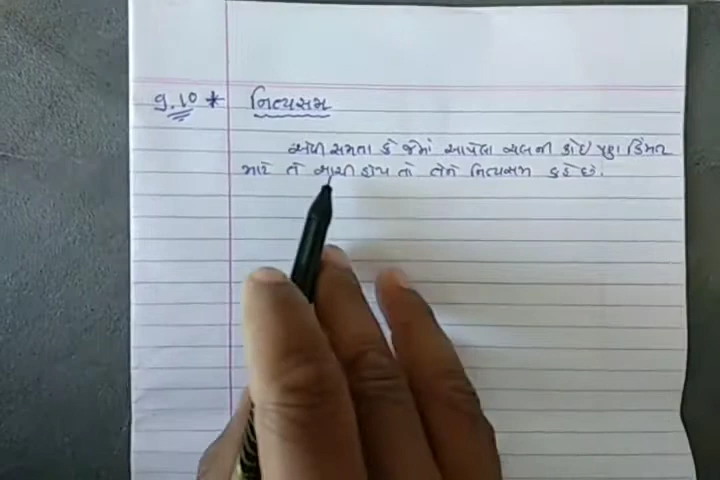 9.10 * નિત્યસમ
એવી સમતા કે જેમાં આપેલા ચલની કોઇ પણ કિંમત
માટે તે સાચી હોય તો તેને નિત્યસમ કહે છે.